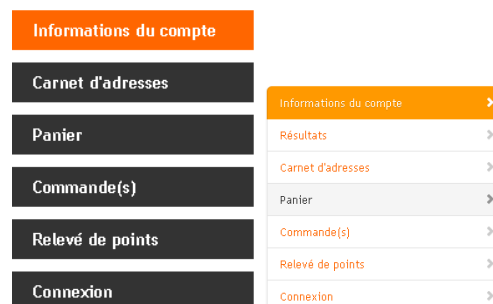 Informations du compte
Carnet d'adresses
Panier
Commande(s)
Relevé de points
Connexion
Informations du compte
Résultats
Carnet d'adresses
Panier
Commande(s)
Relevé de points
Connexion